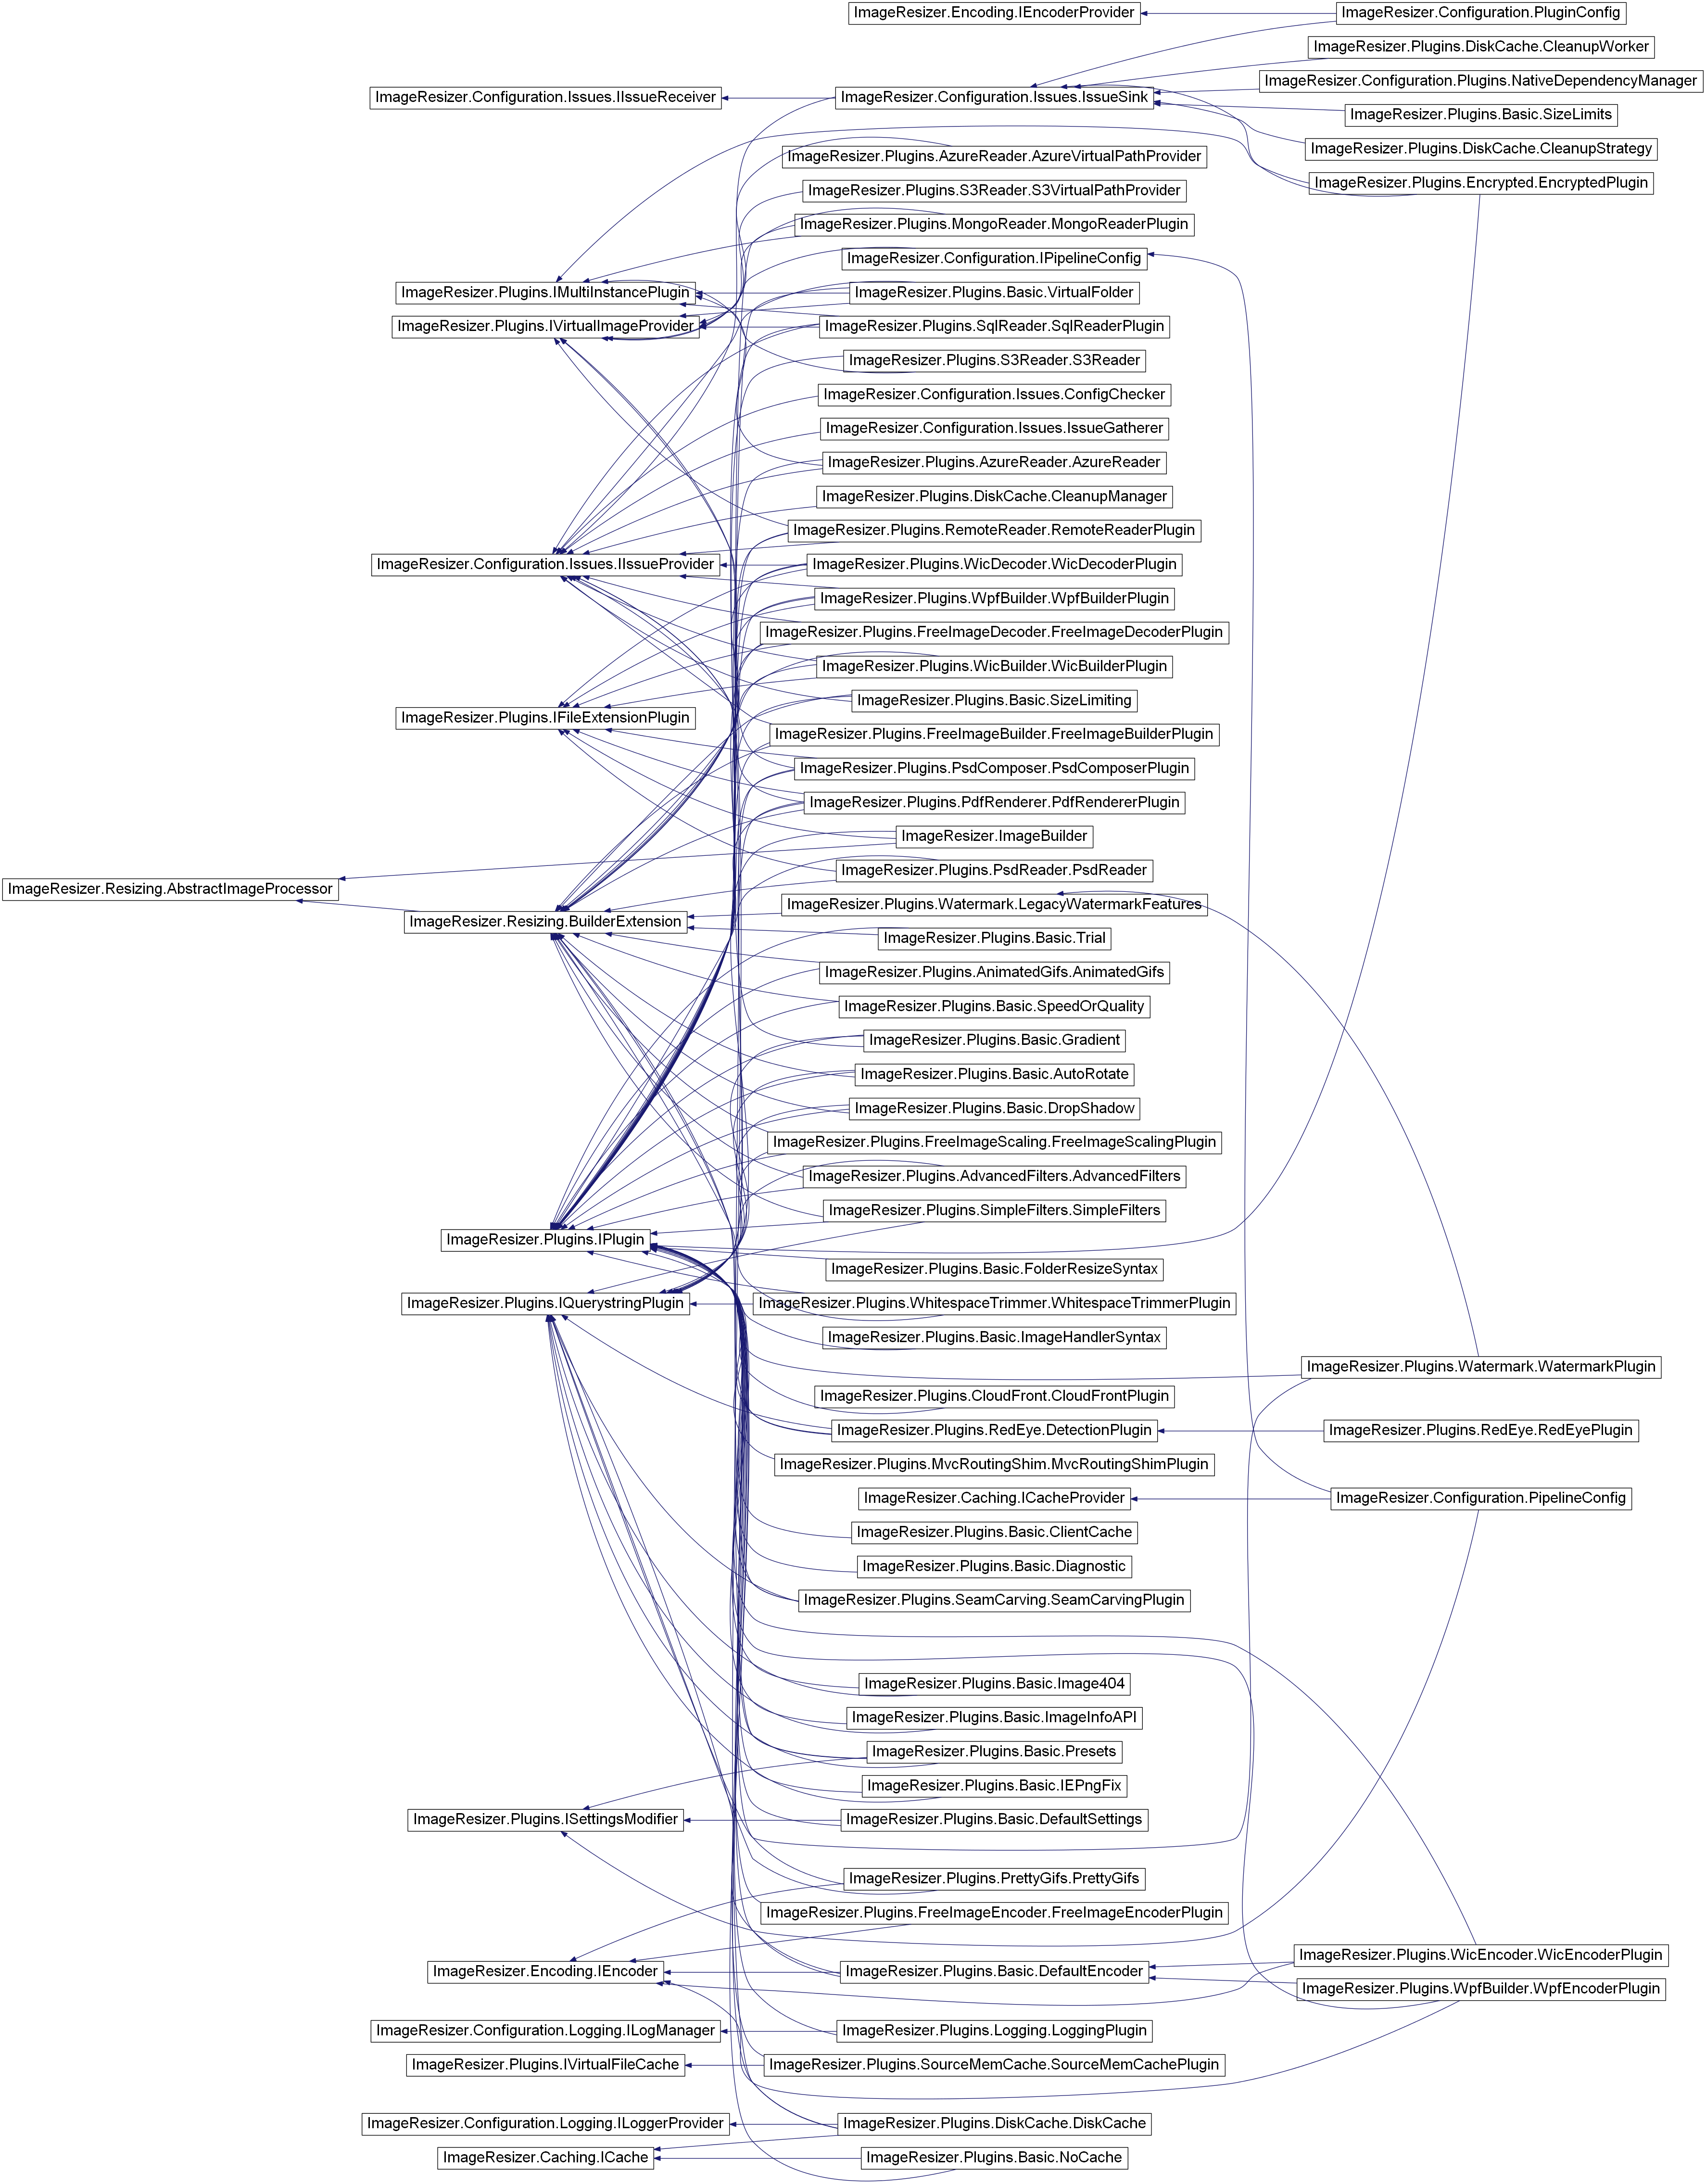 ImageResizer.Encoding.IEncoderProvider
ImageResizer.Configuration.PluginConfig
ImageResizer.Plugins.DiskCache.CleanupWorker
ImageResizer.Configuration.Plugins.NativeDependencyManager
ImageResizer.Configuration.Issues.IIssueReceiver
ImageResizer.Configuration.Issues.IssueSink
ImageResizer.Plugins.Basic.SizeLimits
ImageResizer.Plugins.DiskCache.CleanupStrategy
ImageResizer.Plugins.AzureReader.AzureVirtualPathProvider
ImageResizer.Plugins.Encrypted.EncryptedPlugin
ImageResizer.Plugins.S3Reader.S3VirtualPathProvider
ImageResizer.Plugins.MongoReader.MongoReaderPlugin
ImageResizer.Configuration.IPipelineConfig
ImageResizer.Plugins.IMultiInstancePlugin
ImageResizer.Plugins.Basic.VirtualFolder
ImageResizer.Plugins.IVirtualImageProvider
ImageResizer.Plugins.SqlReader.SqlReaderPlugin
ImageResizer.Plugins.S3Reader.S3Reader
ImageResizer.Configuration.Issues.ConfigChecker
ImageResizer.Configuration.Issues.IssueGatherer
ImageResizer.Plugins.AzureReader.AzureReader
ImageResizer.Plugins.DiskCache.CleanupManager
ImageResizer.Plugins.RemoteReader.RemoteReaderPlugin
ImageResizer.Configuration.Issues.IIssueProvider
ImageResizer.Plugins.WicDecoder.WicDecoderPlugin
ImageResizer.Plugins.WpfBuilder.WpfBuilderPlugin
ImageResizer.Plugins.FreeImageDecoder.FreeImageDecoderPlugin
ImageResizer.Plugins.WicBuilder.WicBuilderPlugin
ImageResizer.Plugins.Basic.SizeLimiting
ImageResizer.Plugins.IFileExtensionPlugin
ImageResizer.Plugins.FreeImageBuilder.FreeImageBuilderPlugin
ImageResizer.Plugins.PsdComposer.PsdComposerPlugin
ImageResizer.Plugins.PdfRenderer.PdfRendererPlugin
ImageResizer.ImageBuilder
ImageResizer.Plugins.PsdReader.PsdReader
ImageResizer.Resizing.AbstractImageProcessor
ImageResizer.Plugins.Watermark.LegacyWatermarkFeatures
ImageResizer.Resizing.BuilderExtension
ImageResizer.Plugins.Basic.Trial
ImageResizer.Plugins.AnimatedGifs.AnimatedGifs
ImageResizer.Plugins.Basic.SpeedOrQuality
ImageResizer.Plugins.Basic.Gradient
ImageResizer.Plugins.Basic.AutoRotate
ImageResizer.Plugins.Basic.DropShadow
ImageResizer.Plugins.FreeImageScaling.FreeImageScalingPlugin
ImageResizer.Plugins.AdvancedFilters.AdvancedFilters
ImageResizer.Plugins.SimpleFilters.SimpleFilters
ImageResizer.Plugins.IPlugin
ImageResizer.Plugins.Basic.FolderResizeSyntax
ImageResizer.Plugins.IQuerystringPlugin
ImageResizer.Plugins.WhitespaceTrimmer.WhitespaceTrimmerPlugin
ImageResizer.Plugins.Basic.ImageHandlerSyntax
ImageResizer.Plugins.Watermark.WatermarkPlugin
ImageResizer.Plugins.CloudFront.CloudFrontPlugin
ImageResizer.Plugins.RedEye.DetectionPlugin
ImageResizer.Plugins.RedEye.RedEyePlugin
ImageResizer.Plugins.MvcRoutingShim.MvcRoutingShimPlugin
ImageResizer.Caching.ICacheProvider
ImageResizer.Configuration.PipelineConfig
ImageResizer.Plugins.Basic.ClientCache
ImageResizer.Plugins.Basic.Diagnostic
ImageResizer.Plugins.SeamCarving.SeamCarvingPlugin
ImageResizer.Plugins.Basic.Image404
ImageResizer.Plugins.Basic.ImageInfoAPI
ImageResizer.Plugins.Basic.Presets
ImageResizer.Plugins.Basic.IEPngFix
ImageResizer.Plugins.ISettingsModifier
ImageResizer.Plugins.Basic.DefaultSettings
ImageResizer.Plugins.PrettyGifs.PrettyGifs
ImageResizer.Plugins.FreeImageEncoder.FreeImageEncoderPlugin
ImageResizer.Plugins.WicEncoder.WicEncoderPlugin
ImageResizer.Encoding.IEncoder
ImageResizer.Plugins.Basic.DefaultEncoder
ImageResizer.Plugins.WpfBuilder.WpfEncoderPlugin
ImageResizer.Configuration.Logging.ILogManager
ImageResizer.Plugins.Logging.LoggingPlugin
ImageResizer.Plugins.IVirtualFileCache
ImageResizer.Plugins.SourceMemCache.SourceMemCachePlugin
ImageResizer.Configuration.Logging.ILoggerProvider
ImageResizer.Plugins.DiskCache.DiskCache
ImageResizer.Caching.ICache
ImageResizer.Plugins.Basic.NoCache